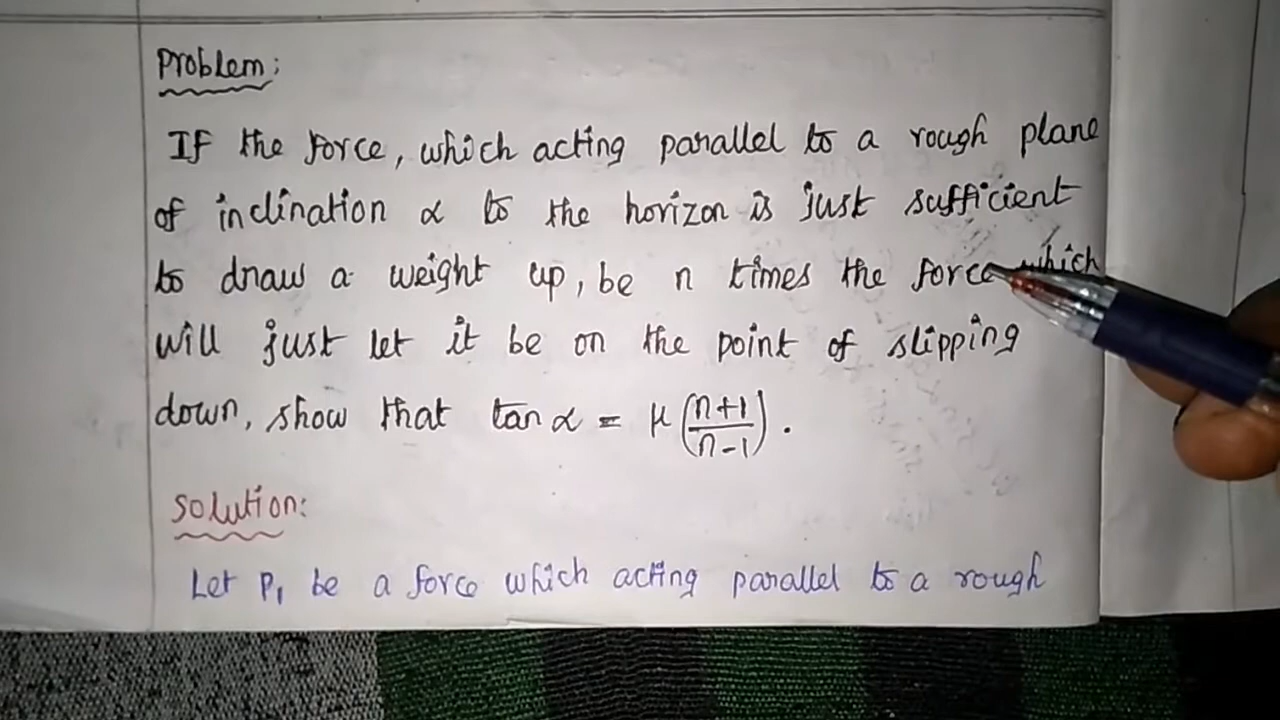 Problem:
If the force, which acting parallel to a rough plane
of inclination α to the horizon is just sufficient
to draw a weight up, be n times the force which
will just let it be on the point of slipping
down, show that tan α = μ (n+1/n-1).
Solution:
Let P₁ be a force which acting parallel to a rough